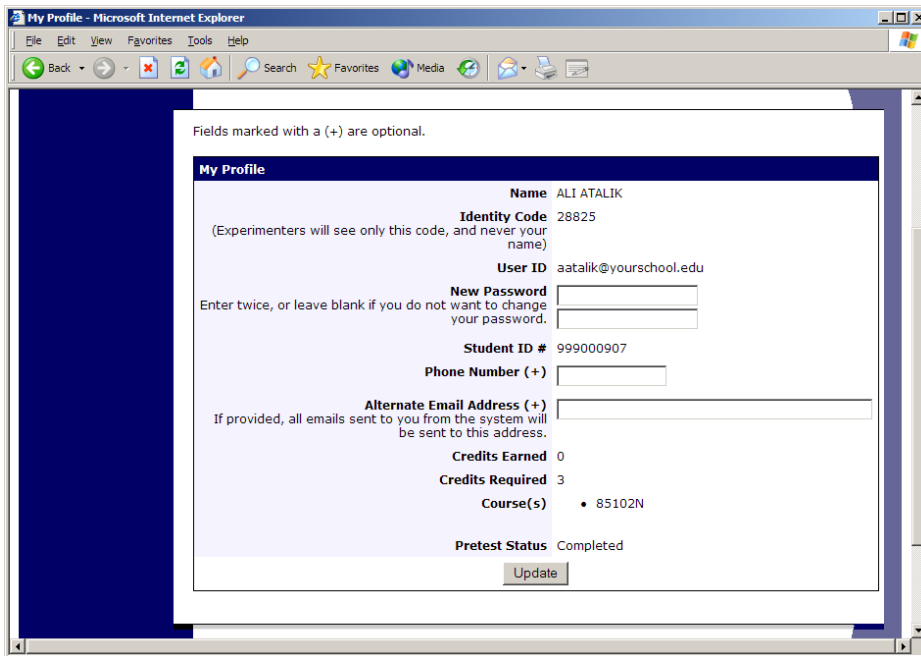 My Profile - Microsoft Internet Explorer
File Edit View Favorites Tools Help
Back Search Favorites Media
Fields marked with a (+) are optional.
My Profile
Name ALI ATALIK
Identity Code 28825
(Experimenters will see only this code, and never your
name)
User ID aatalik@yourschool.edu
New Password
Enter twice, or leave blank if you do not want to change
your password.
Student ID # 999000907
Phone Number (+)
Alternate Email Address (+)
If provided, all emails sent to you from the system will
be sent to this address.
Credits Earned 0
Credits Required 3
Course(s) • 85102N
Pretest Status Completed
Update